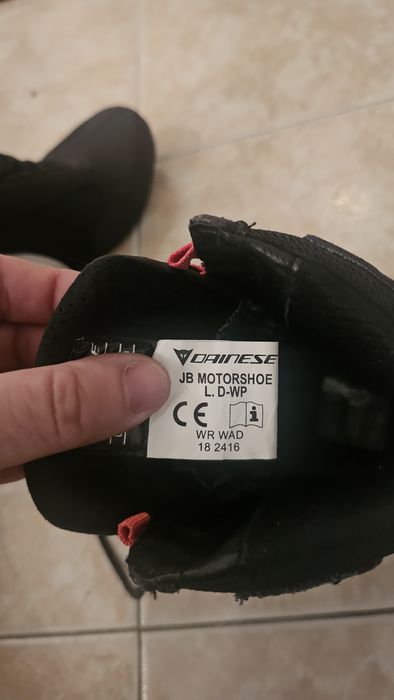 DAINESE
JB MOTORSHOE
L. D-WP
CE i
WR WAD
18 2416